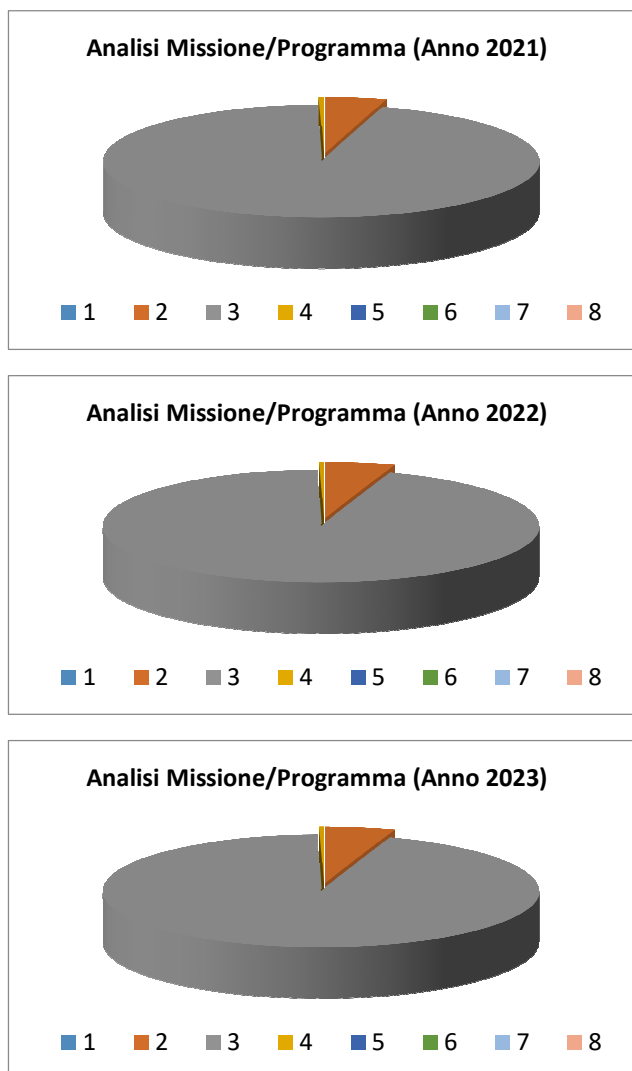 Analisi Missione/Programma (Anno 2021)
1 2 3 4 5 6 7 8
Analisi Missione/Programma (Anno 2022)
1 2 3 4 5 6 7 8
Analisi Missione/Programma (Anno 2023)
1 2 3 4 5 6 7 8